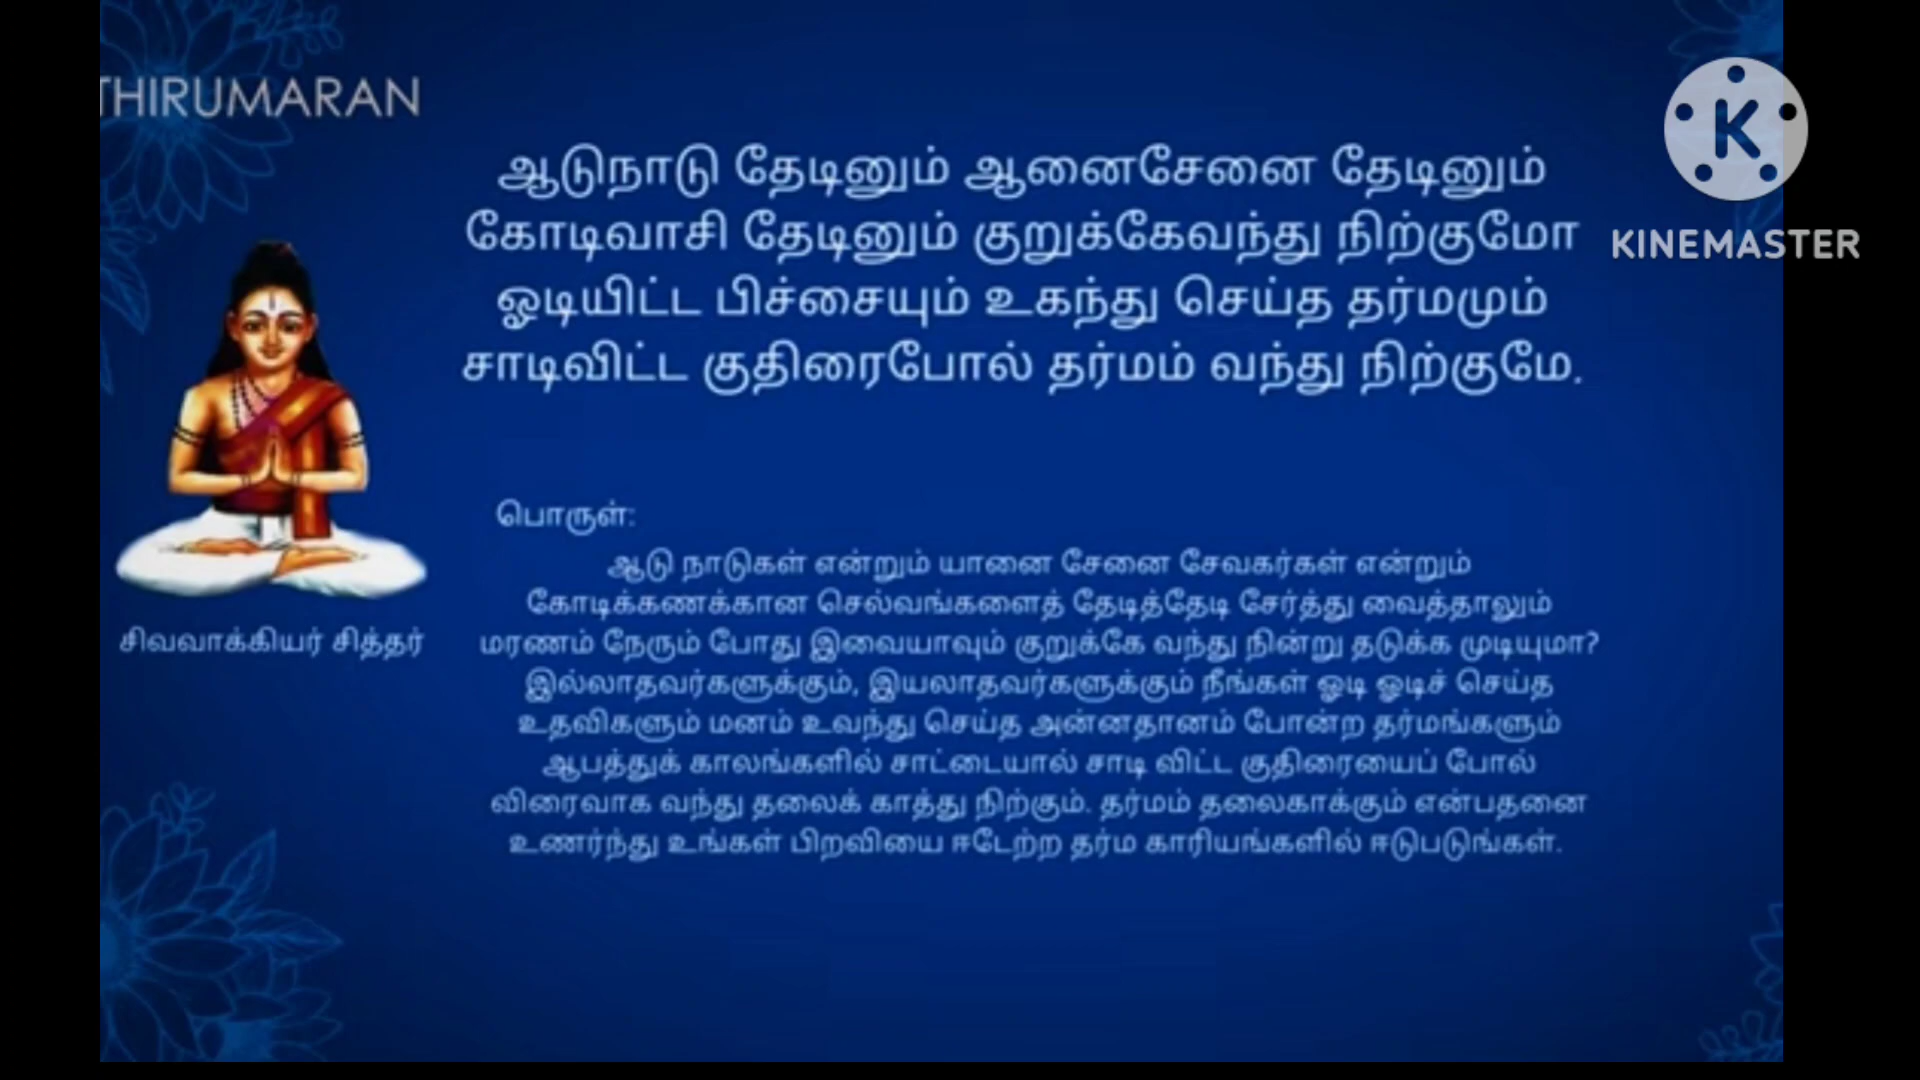 THIRUMARAN
KINEMASTER
ஆடுநாடு தேடினும் ஆனைசேனை தேடினும்
கோடிவாசி தேடினும் குறுக்கேவந்து நிற்குமோ
ஓடியிட்ட பிச்சையும் உகந்து செய்த தர்மமும்
சாடிவிட்ட குதிரைபோல் தர்மம் வந்து நிற்குமே.
பொருள்:
ஆடு நாடுகள் என்றும் யானை சேனை சேவகர்கள் என்றும்
கோடிக்கணக்கான செல்வங்களைத் தேடித்தேடி சேர்த்து வைத்தாலும்
மரணம் நேரும் போது இவையாவும் குறுக்கே வந்து நின்று தடுக்க முடியுமா?
இல்லாதவர்களுக்கும், இயலாதவர்களுக்கும் நீங்கள் ஓடி ஓடிச் செய்த
உதவிகளும் மனம் உவந்து செய்த அன்னதானம் போன்ற தர்மங்களும்
ஆபத்துக் காலங்களில் சாட்டையால் சாடி விட்ட குதிரையைப் போல்
விரைவாக வந்து தலைக் காத்து நிற்கும். தர்மம் தலைகாக்கும் என்பதனை
உணர்ந்து உங்கள் பிறவியை ஈடேற்ற தர்ம காரியங்களில் ஈடுபடுங்கள்.
சிவவாக்கியர் சித்தர்